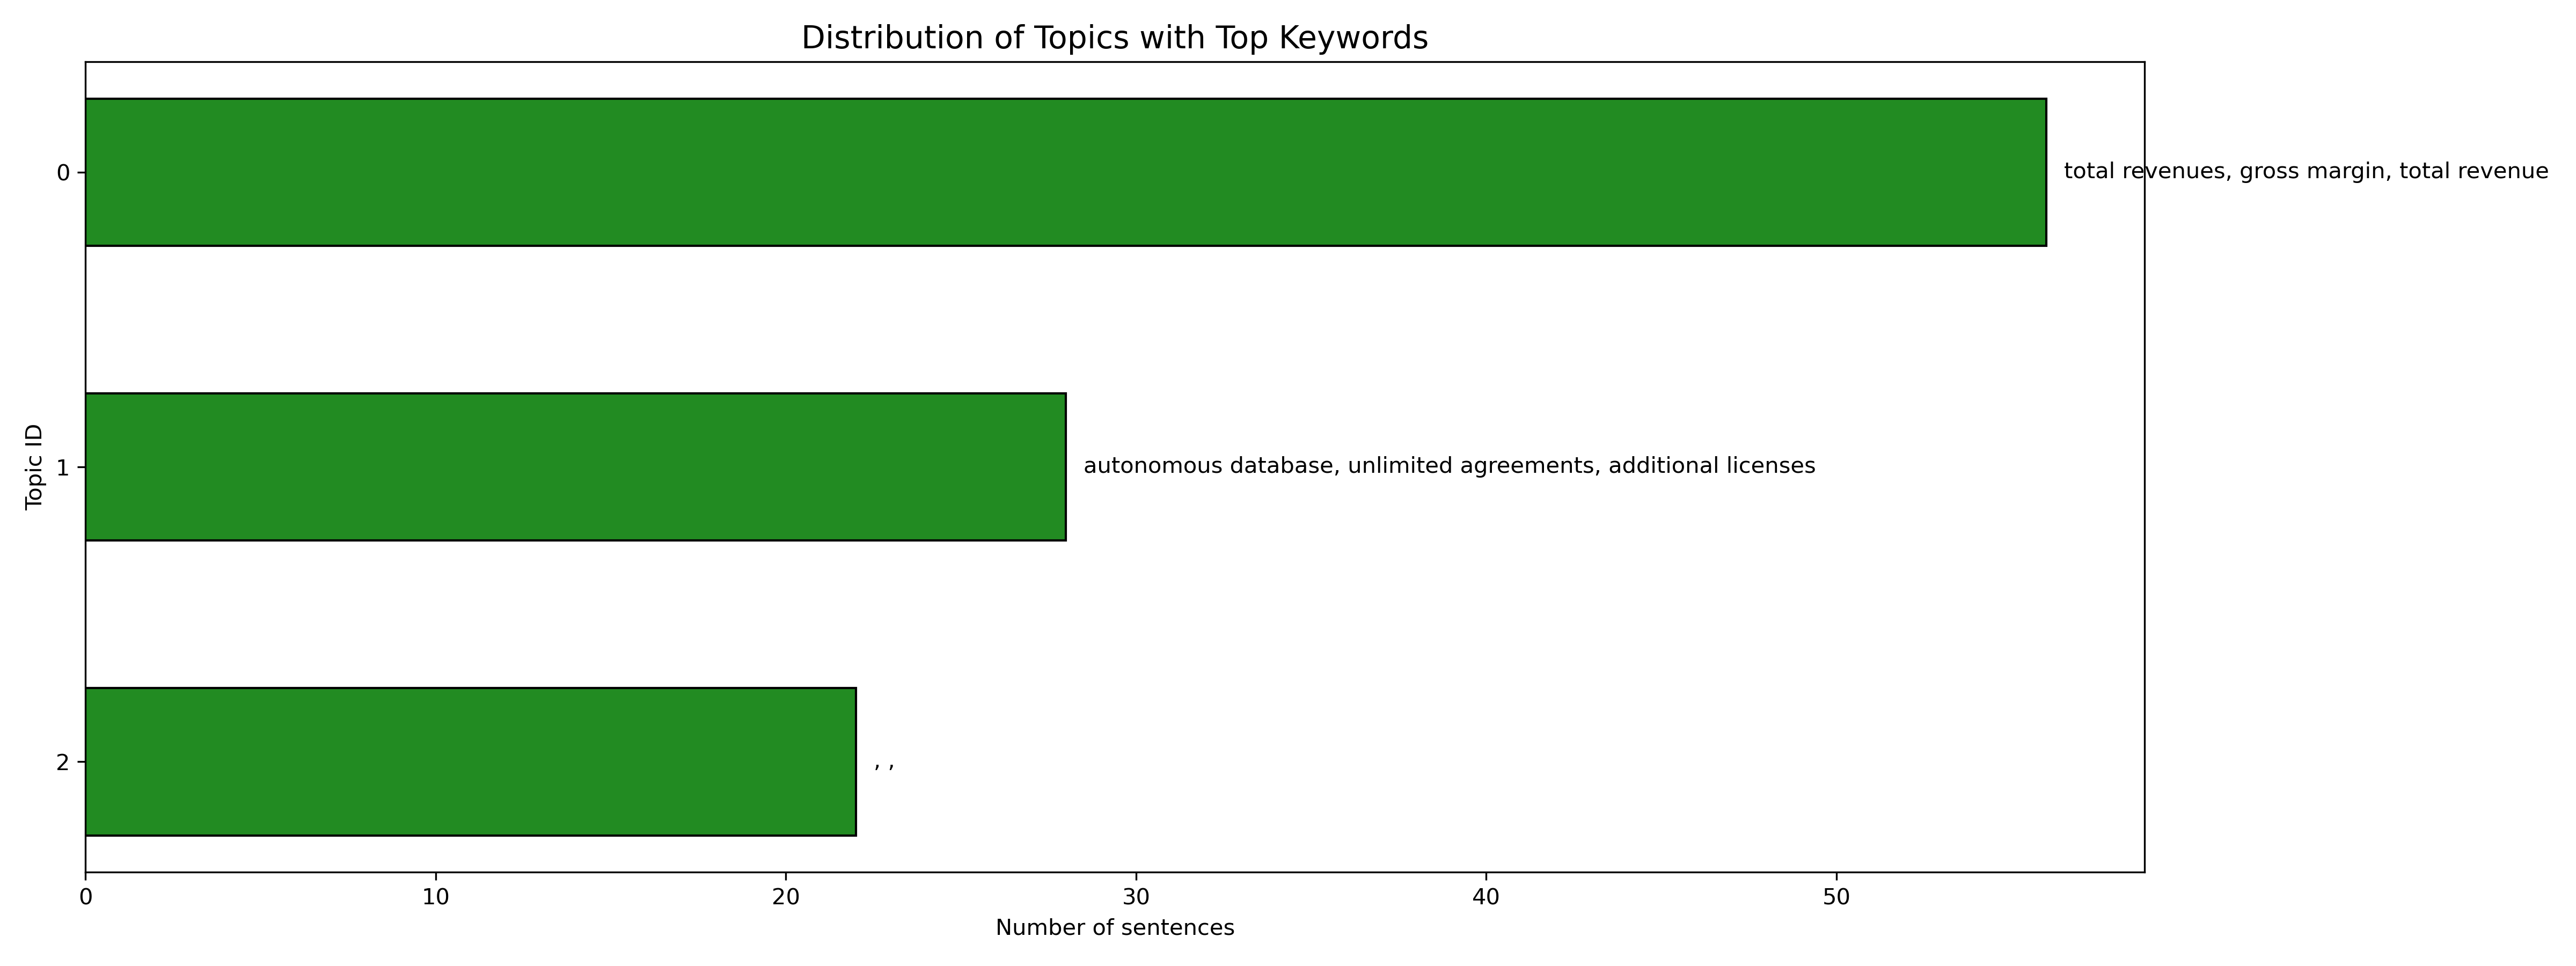 Distribution of Topics with Top Keywords
0
total revenues, gross margin, total revenue
Topic ID
1
autonomous database, unlimited agreements, additional licenses
2
, ,
0 10 20 30 40 50
Number of sentences